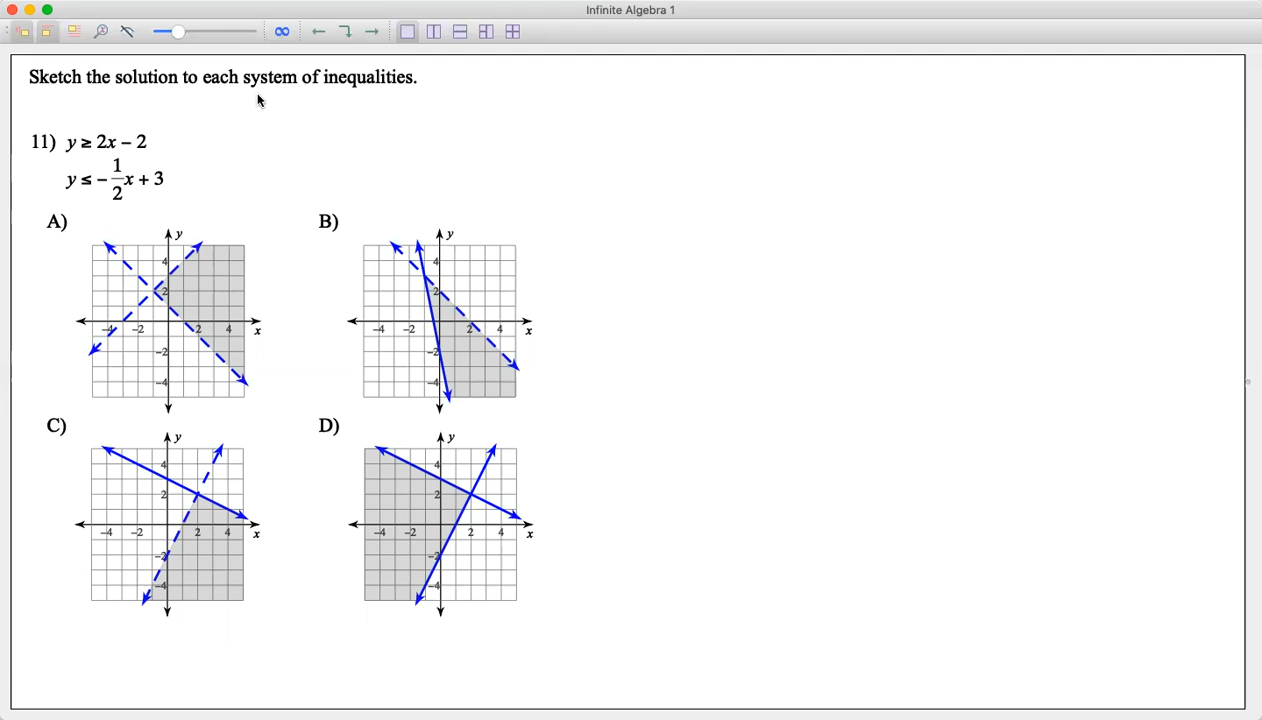 Infinite Algebra 1
Sketch the solution to each system of inequalities.
11) y ≥ 2x − 2
y ≤ −1/2x + 3
A)
B)
y
4
2
−4 −2 2 4 x
−2
−4
y
4
2
−4 −2 2 4 x
−2
−4
C)
D)
y
4
2
−4 −2 2 4 x
−2
−4
y
4
2
−4 −2 2 4 x
−2
−4